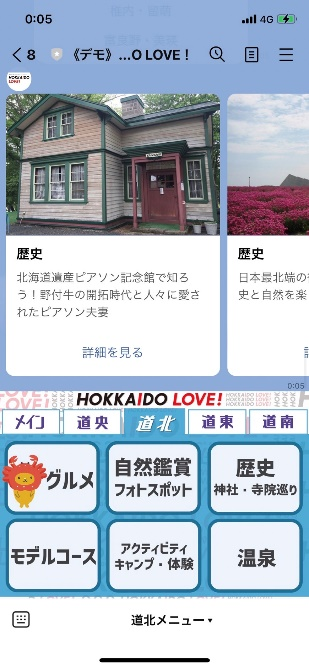 0:05
4G
8
《デモ》...O LOVE！
HOKKAIDO
LOVE!
歴史
北海道遺産ピアソン記念館で知ろ
う！野付牛の開拓時代と人々に愛さ
れたピアソン夫妻
詳細を見る
歴史
日本最北端の
史と自然を楽
0:05
HOKKAIDO LOVE!
メイン
道央
道北
道東
道南
グルメ
自然鑑賞
フォトスポット
歴史
神社・寺院巡り
モデルコース
アクティビティ
キャンプ・体験
温泉
道北メニュー▾